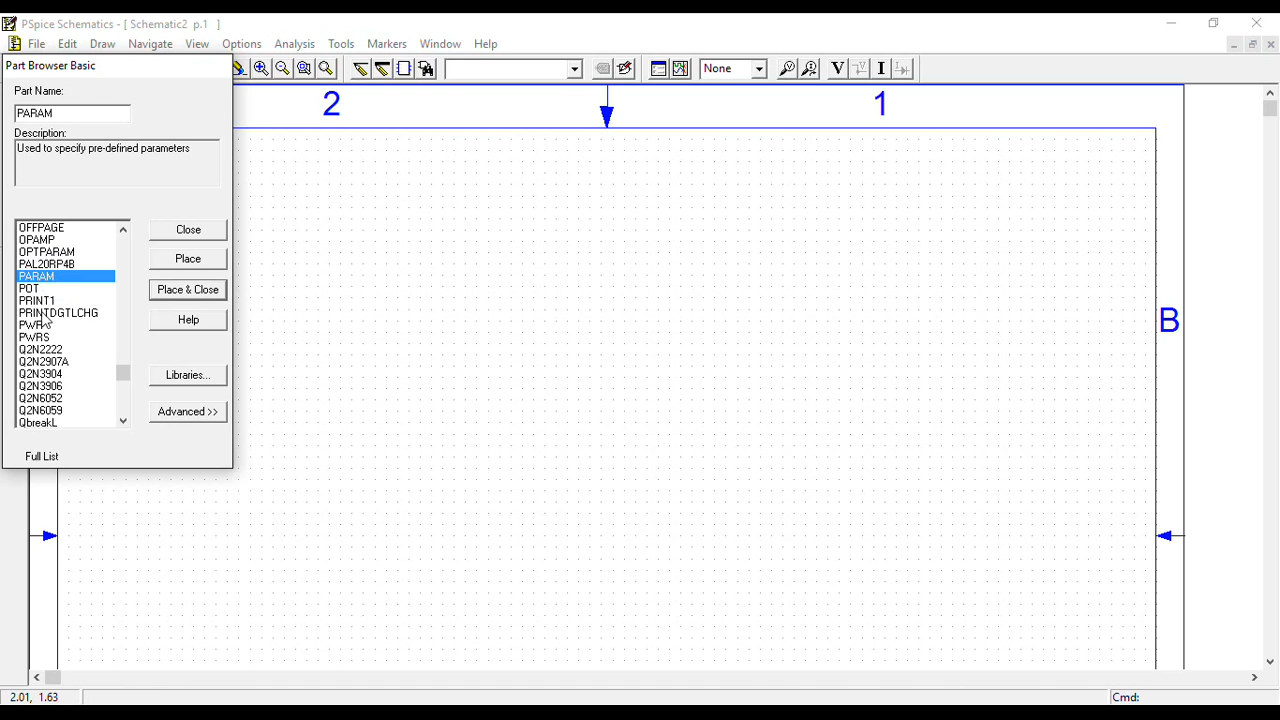 PSpice Schematics - [ Schematic2 p.1 ]
File Edit Draw Navigate View Options Analysis Tools Markers Window Help
Part Browser Basic
None
V
I
Part Name:
PARAM
Description:
Used to specify pre-defined parameters
OFFPAGE
OPAMP
OPTPARAM
PAL20RP4B
PARAM
POT
PRINT1
PRINTDGTLCHG
PWRS
Q2N2222
Q2N2907A
Q2N3904
Q2N3906
Q2N6052
Q2N6059
QbreakL
Close
Place
Place & Close
Help
Libraries...
Advanced >>
Full List
2
1
B
2.01, 1.63
Cmd: